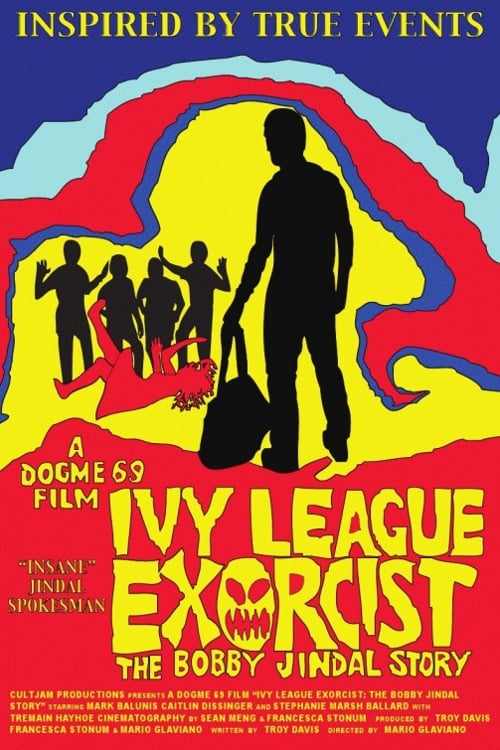 INSPIRED BY TRUE EVENTS
A
DOGME 69
FILM
IVY LEAGUE
EXORCIST
THE BOBBY JINDAL STORY
"INSANE"
JINDAL
SPOKESMAN
CULTJAM PRODUCTIONS PRESENTS A DOGME 69 FILM "IVY LEAGUE EXORCIST: THE BOBBY JINDAL
STORY" STARRING MARK BALUNIS CAITLIN DISSINGER AND STEPHANIE MARSH BALLARD WITH
TREMAIN HAYHOE CINEMATOGRAPHY BY SEAN MENG & FRANCESCA STONUM PRODUCED BY TROY DAVIS
FRANCESCA STONUM & MARIO GLAVIANO WRITTEN BY TROY DAVIS DIRECTED BY MARIO GLAVIANO